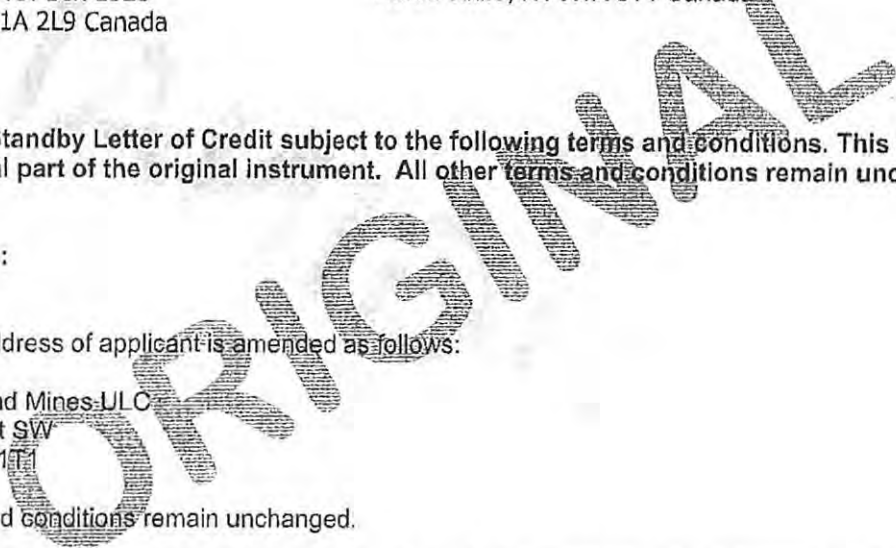 1A 2L9 Canada
Standby Letter of Credit subject to the following terms and conditions. This
l part of the original instrument. All other terms and conditions remain unc
:
dress of applicant is amended as follows:
nd Mines ULC
t SW
1T1
d conditions remain unchanged.
ORIGINAL